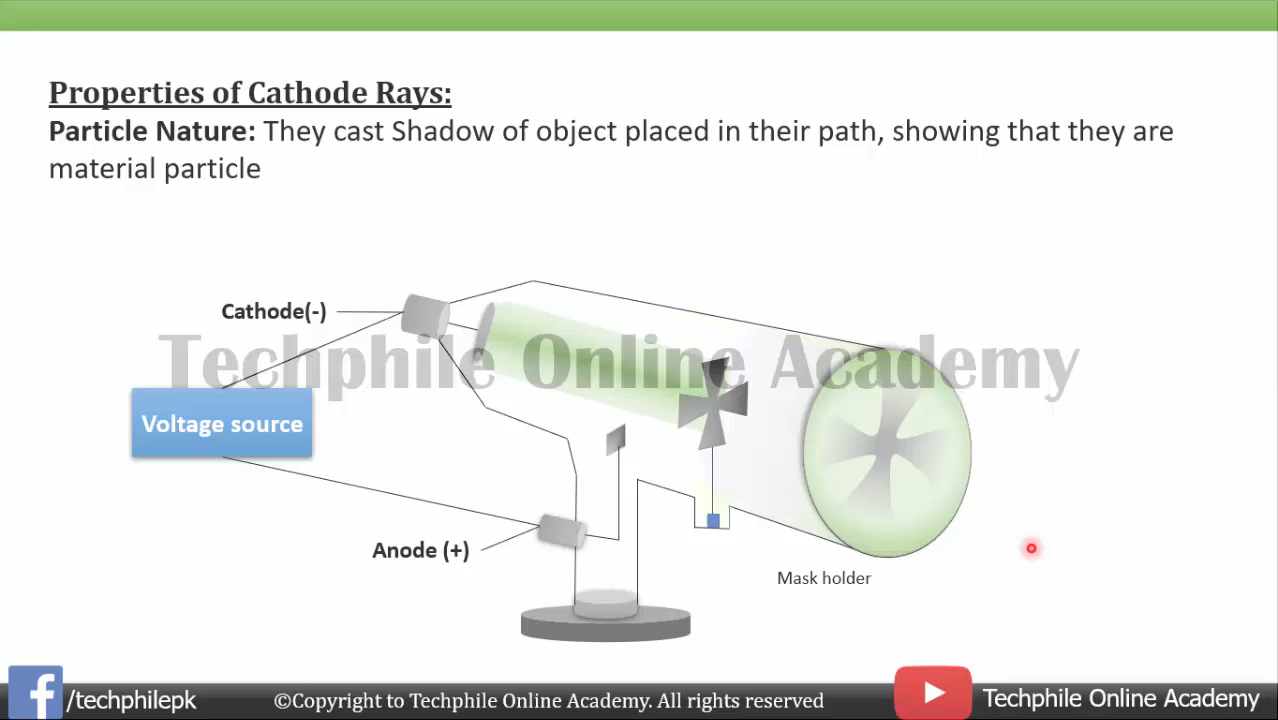 Properties of Cathode Rays:
Particle Nature: They cast Shadow of object placed in their path, showing that they are
material particle
Cathode(-)
Techphile Online Academy
Voltage source
Anode (+)
Mask holder
f/techphilepk
©Copyright to Techphile Online Academy. All rights reserved
Techphile Online Academy